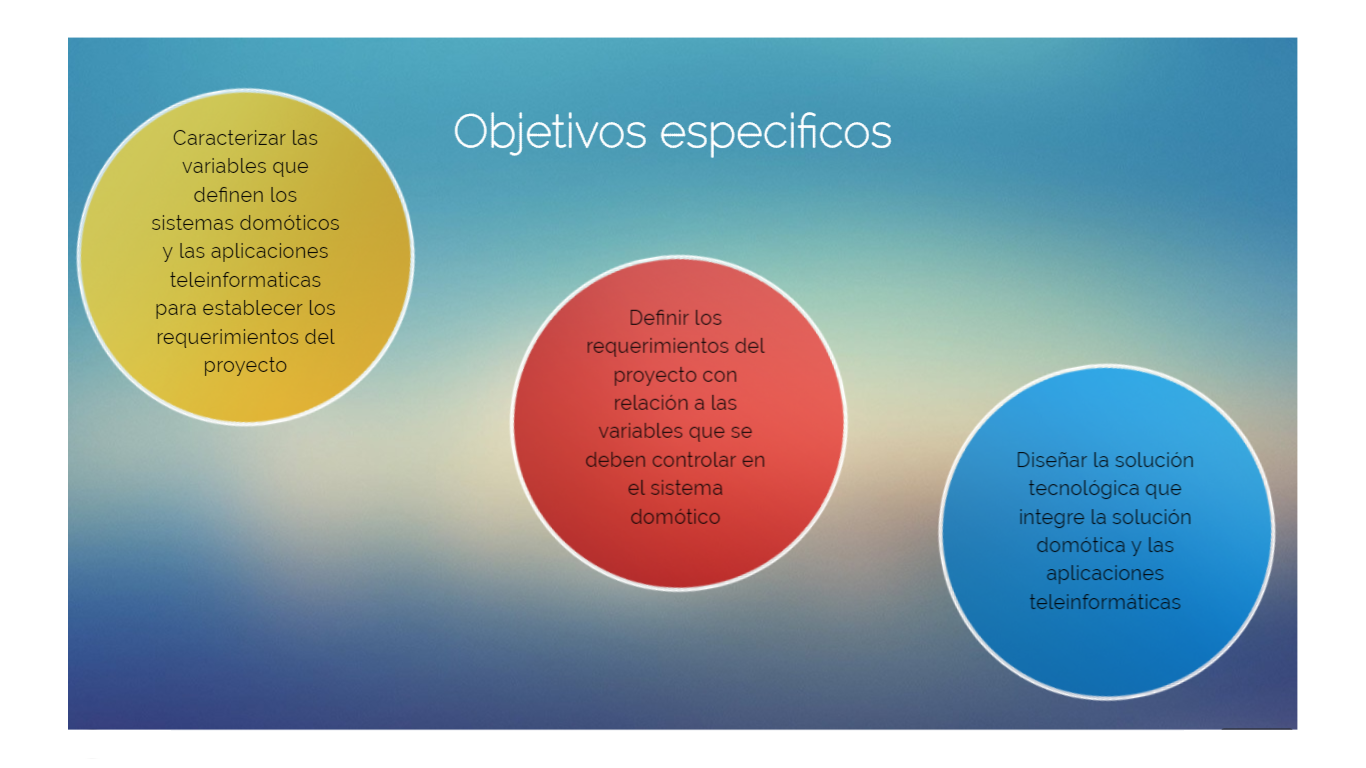 Objetivos especificos
Caracterizar las
variables que
definen los
sistemas domóticos
y las aplicaciones
teleinformaticas
para establecer los
requerimientos del
proyecto
Definir los
requerimientos del
proyecto con
relación a las
variables que se
deben controlar en
el sistema
domótico
Diseñar la solución
tecnológica que
integre la solución
domótica y las
aplicaciones
teleinformáticas